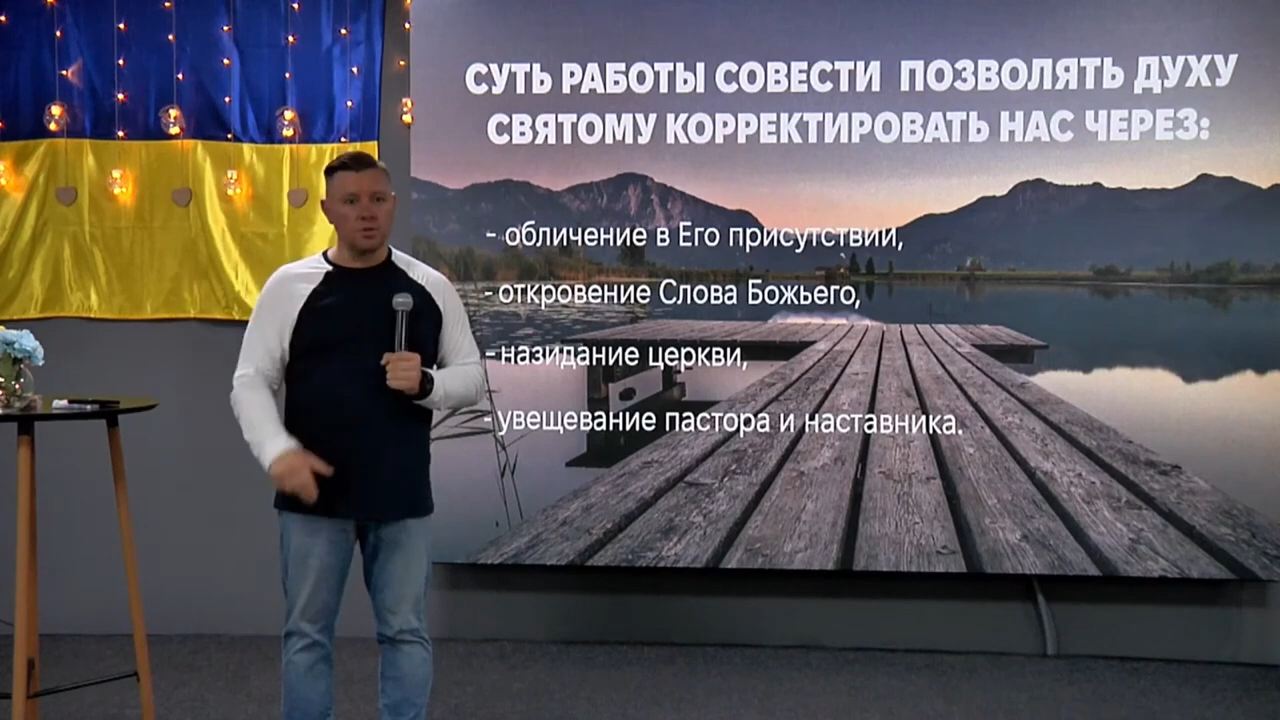 СУТЬ РАБОТЫ СОВЕСТИ ПОЗВОЛЯТЬ ДУХУ
СВЯТОМУ КОРРЕКТИРОВАТЬ НАС ЧЕРЕЗ:
- обличение в Его присутствии,
- откровение Слова Божьего,
- назидание церкви,
- увещевание пастора и наставника.